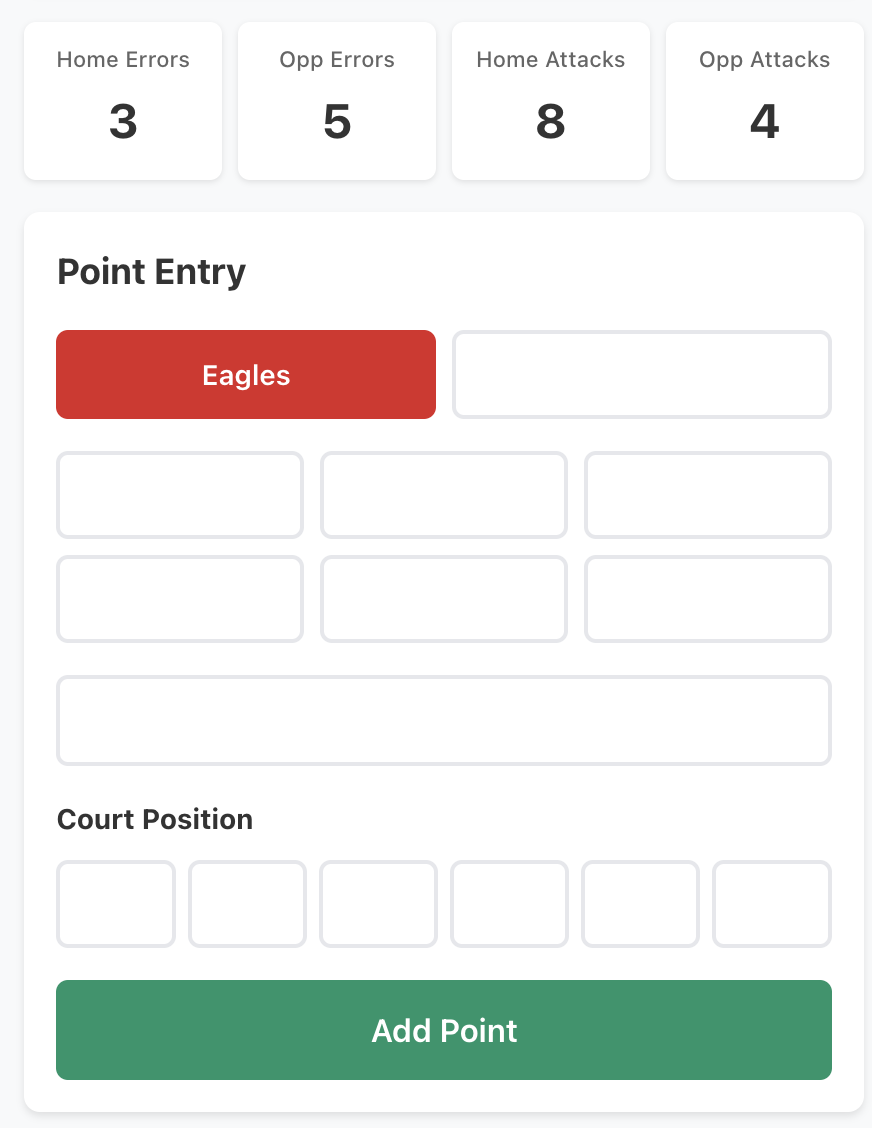 Home Errors
Opp Errors
Home Attacks
Opp Attacks
3
5
8
4
Point Entry
Eagles
Court Position
Add Point